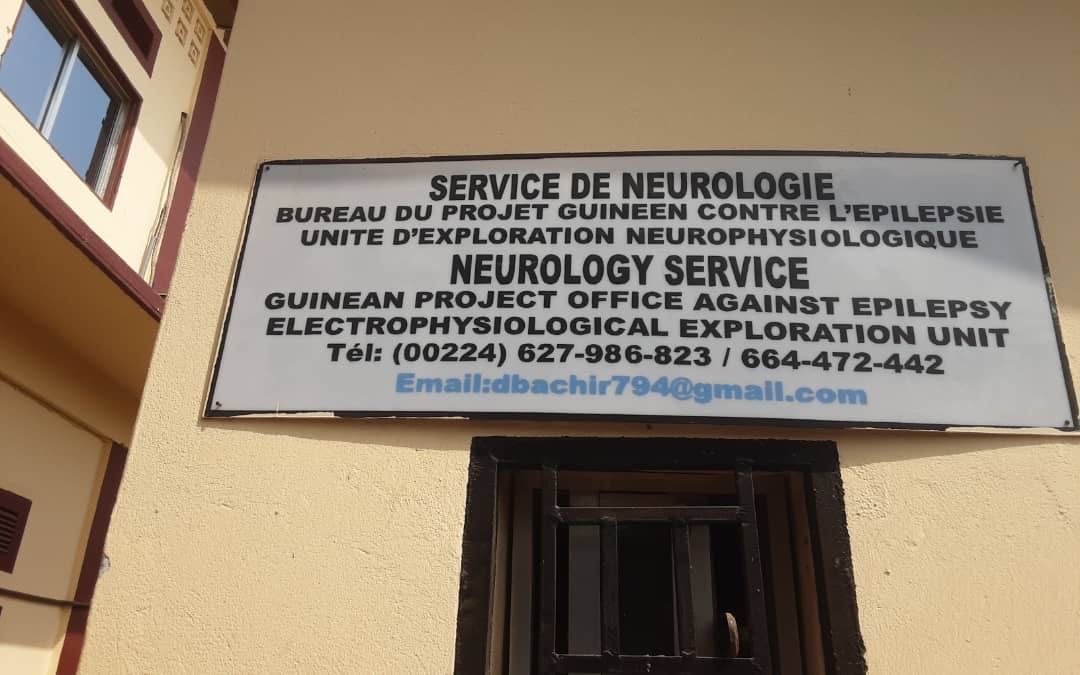 SERVICE DE NEUROLOGIE
BUREAU DU PROJET GUINEEN CONTRE L'EPILEPSIE
UNITE D'EXPLORATION NEUROPHYSIOLOGIQUE
NEUROLOGY SERVICE
GUINEAN PROJECT OFFICE AGAINST EPILEPSY
ELECTROPHYSIOLOGICAL EXPLORATION UNIT
Tél: (00224) 627-986-823 / 664-472-442
Email:dbachir794@gmail.com